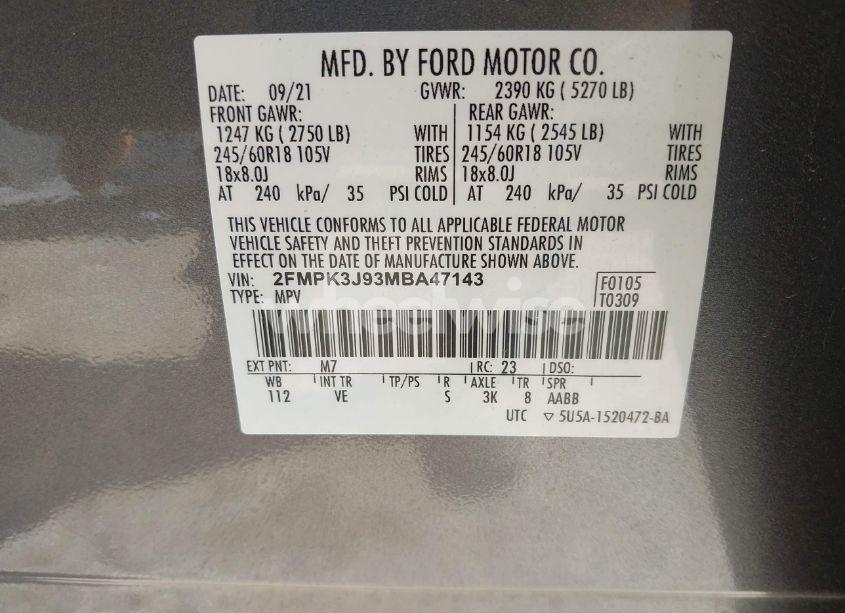 MFD. BY FORD MOTOR CO.
DATE: 09/21 GVWR: 2390 KG ( 5270 LB)
FRONT GAWR: REAR GAWR:
1247 KG ( 2750 LB) WITH 1154 KG ( 2545 LB) WITH
245/60R18 105V TIRES 245/60R18 105V TIRES
18x8.0J RIMS 18x8.0J RIMS
AT 240 kPa/ 35 PSI COLD AT 240 kPa/ 35 PSI COLD
THIS VEHICLE CONFORMS TO ALL APPLICABLE FEDERAL MOTOR
VEHICLE SAFETY AND THEFT PREVENTION STANDARDS IN
EFFECT ON THE DATE OF MANUFACTURE SHOWN ABOVE.
VIN: 2FMPK3J93MBA47143 F0105
TYPE: MPV T0309
wheelwise
EXT PNT: M7 RC: 23 DSO:
WB INT TR TP/PS R AXLE TR SPR
112 VE S 3K 8 AABB
UTC ▽ 5U5A-1520472-BA